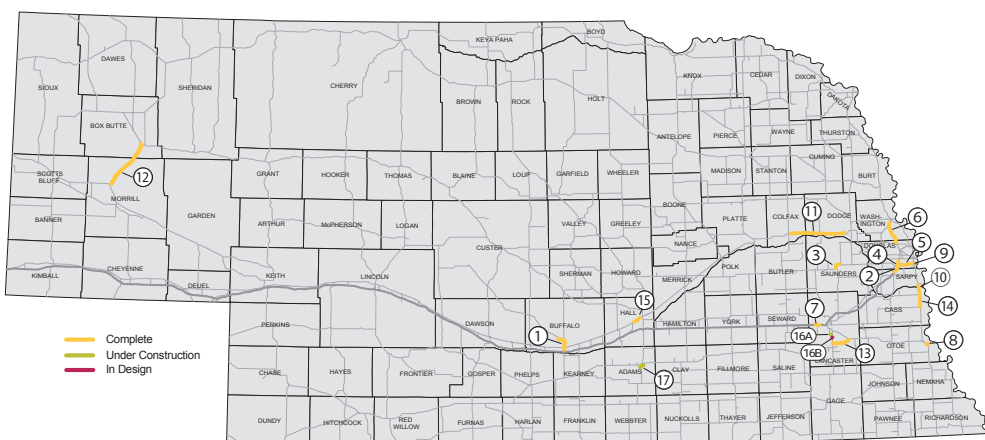 KEYA PAHA
BOYD
DAWES
SIOUX
SHERIDAN
CHERRY
BROWN
ROCK
HOLT
KNOX
CEDAR
DIXON
DAKOTA
BOX BUTTE
ANTELOPE
PIERCE
WAYNE
THURSTON
SCOTTS
BLUFF
MORRILL
12
GRANT
HOOKER
THOMAS
BLAINE
LOUP
GARFIELD
WHEELER
MADISON
STANTON
CUMING
BURT
BANNER
GARDEN
ARTHUR
McPHERSON
LOGAN
VALLEY
GREELEY
BOONE
PLATTE
COLFAX
11
DODGE
WASH-
INGTON
6
CUSTER
NANCE
DOUGLAS
5
4
9
KIMBALL
CHEYENNE
DEUEL
KEITH
LINCOLN
SHERMAN
HOWARD
MERRICK
POLK
BUTLER
3
SAUNDERS
2
SARPY
10
15
14
PERKINS
DAWSON
1
BUFFALO
HALL
HAMILTON
YORK
SEWARD
7
CASS
Complete
Under Construction
In Design
16A
16B
LANCASTER
13
OTOE
8
CHASE
HAYES
FRONTIER
GOSPER
PHELPS
KEARNEY
ADAMS
17
CLAY
FILLMORE
SALINE
GAGE
JOHNSON
NEMAHA
DUNDY
HITCHCOCK
RED
WILLOW
FURNAS
HARLAN
FRANKLIN
WEBSTER
NUCKOLLS
THAYER
JEFFERSON
PAWNEE
RICHARDSON